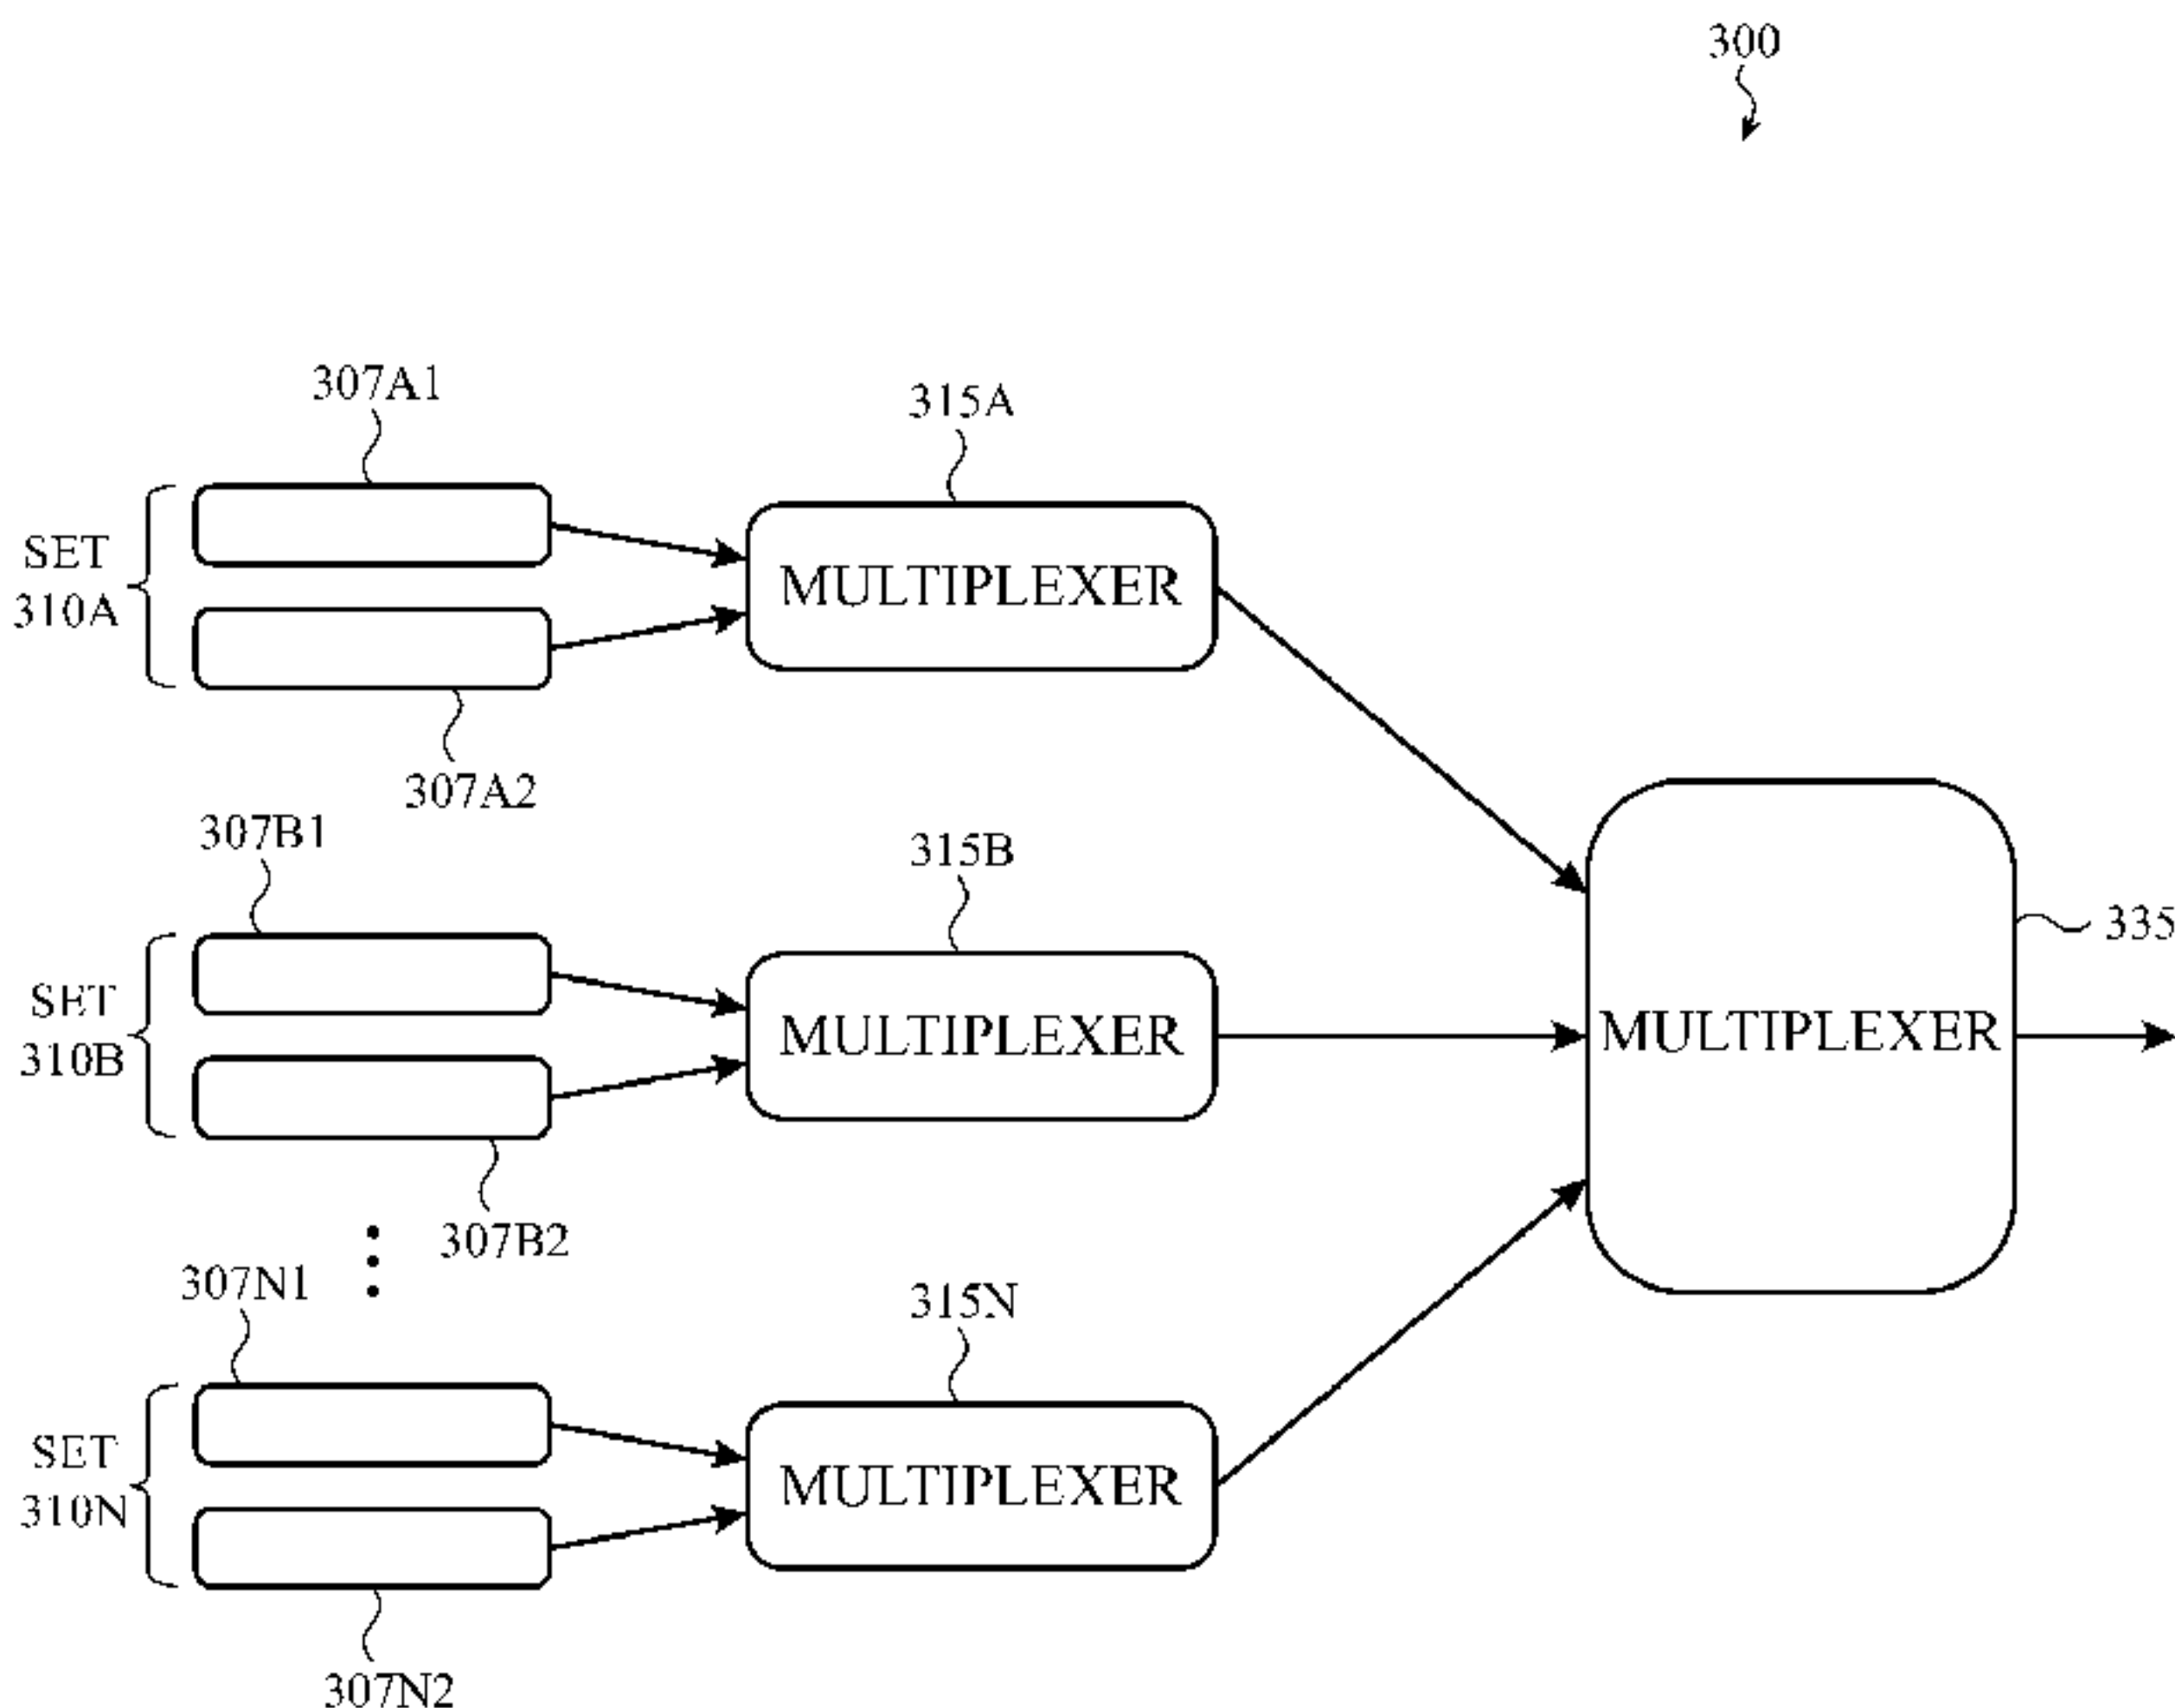 300
307A1
315A
SET
310A
MULTIPLEXER
307A2
307B1
315B
335
SET
310B
MULTIPLEXER
MULTIPLEXER
307B2
307N1
315N
SET
310N
MULTIPLEXER
307N2